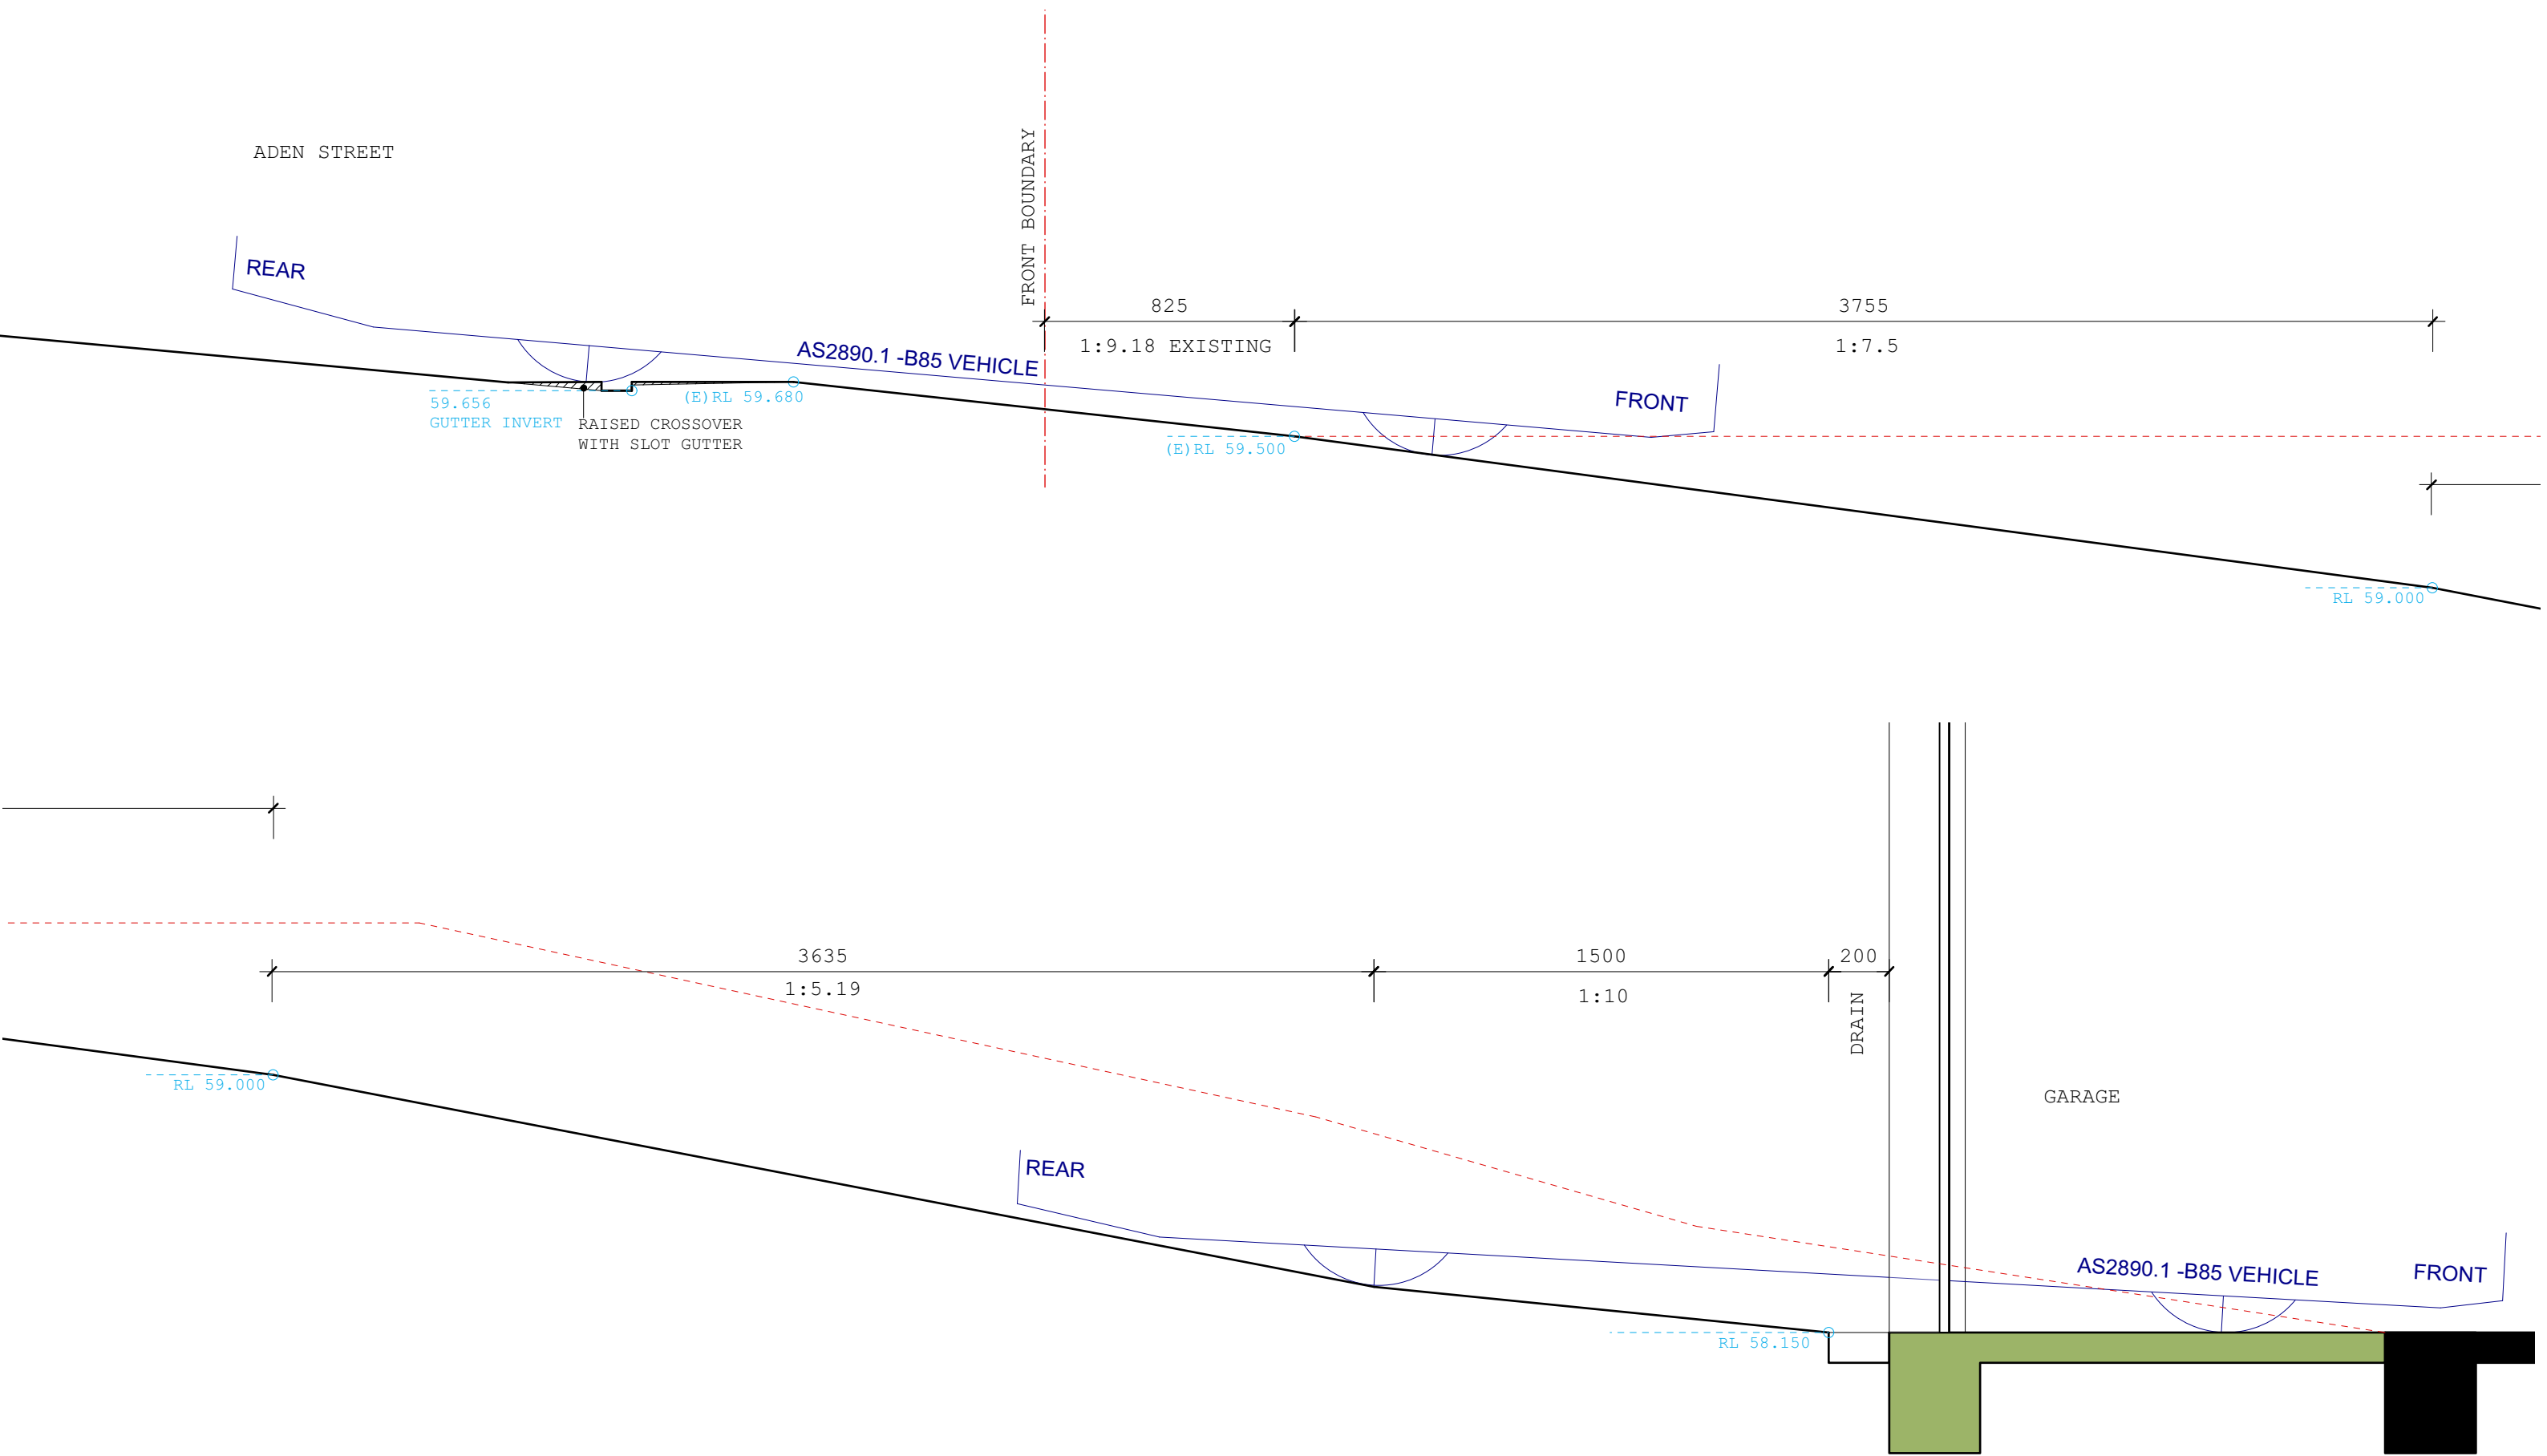 ADEN STREET
FRONT BOUNDARY
REAR
825
3755
1:9.18 EXISTING
1:7.5
AS2890.1 -B85 VEHICLE
FRONT
59.656
GUTTER INVERT
(E)RL 59.680
RAISED CROSSOVER
WITH SLOT GUTTER
(E)RL 59.500
RL 59.000
3635
1:5.19
1500
1:10
200
DRAIN
RL 59.000
GARAGE
REAR
AS2890.1 -B85 VEHICLE
FRONT
RL 58.150